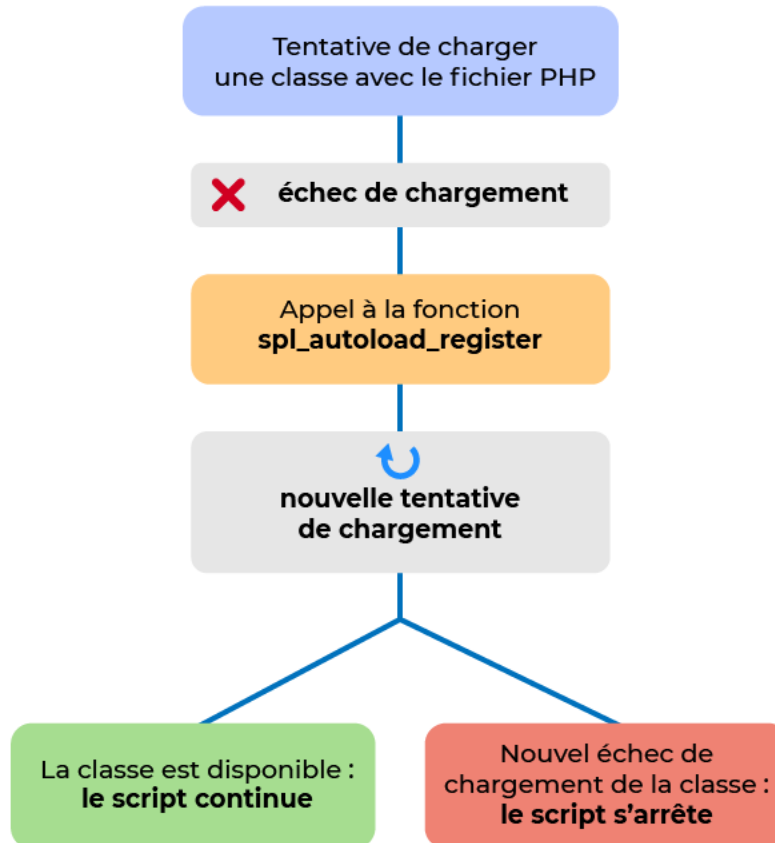 Tentative de charger
une classe avec le fichier PHP
échec de chargement
Appel à la fonction
spl_autoload_register
nouvelle tentative
de chargement
La classe est disponible :
le script continue
Nouvel échec de
chargement de la classe :
le script s’arrête